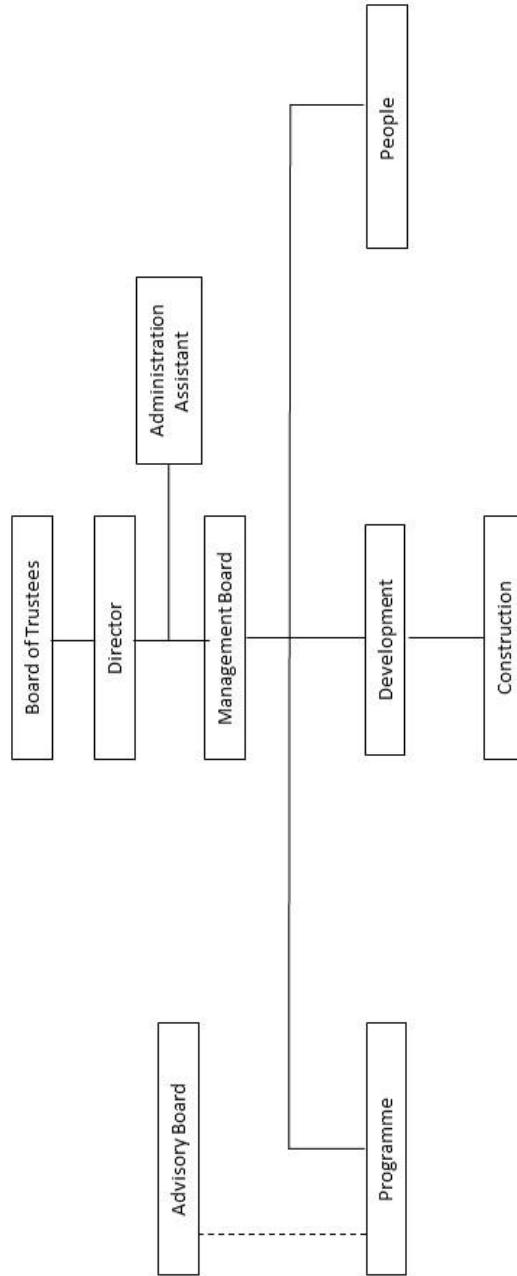 Board of Trustees
Director
Administration
Assistant
Advisory Board
Management Board
Programme
Development
People
Construction